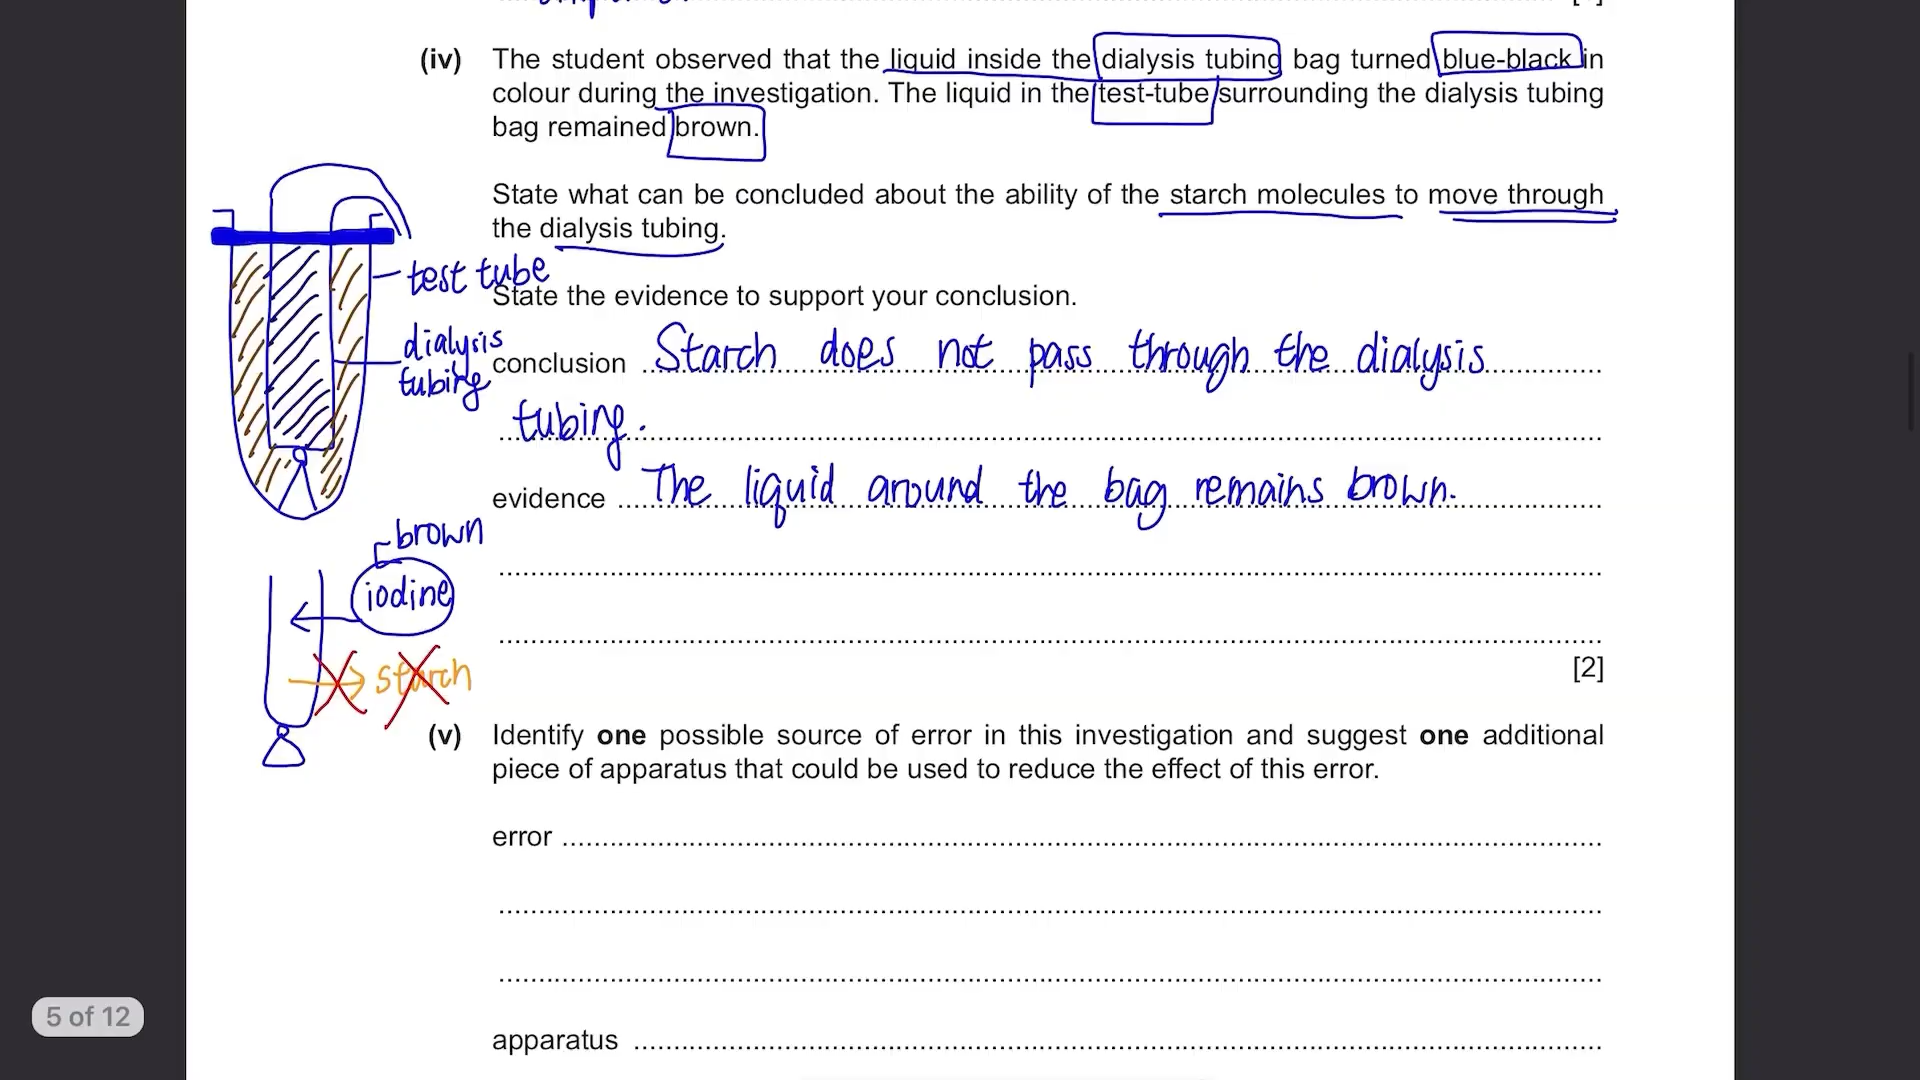 (iv) The student observed that the liquid inside the dialysis tubing bag turned blue-black in
colour during the investigation. The liquid in the test-tube surrounding the dialysis tubing
bag remained brown.
State what can be concluded about the ability of the starch molecules to move through
the dialysis tubing.
test tube
State the evidence to support your conclusion.
dialysis
tubing
conclusion Starch does not pass through the dialysis
tubing.
evidence The liquid around the bag remains brown.
brown
iodine
starch
[2]
(v) Identify one possible source of error in this investigation and suggest one additional
piece of apparatus that could be used to reduce the effect of this error.
error
apparatus
5 of 12